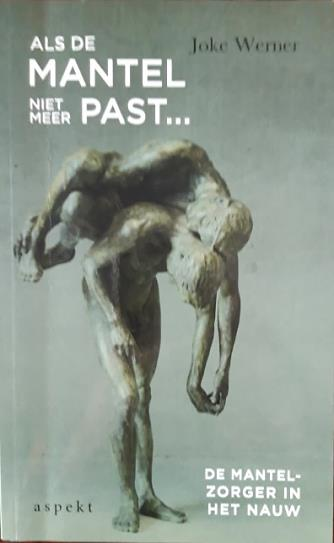 ALS DE
Joke Werner
MANTEL
NIET MEER PAST...
DE MANTEL-
ZORGER IN
HET NAUW
aspekt